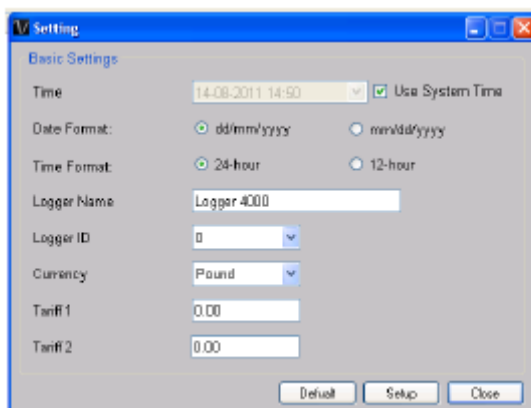 Setting
Basic Settings
Time 14-08-2011 14:50 Use System Time
Date Format: dd/mm/yyyy mm/dd/yyyy
Time Format: 24-hour 12-hour
Logger Name Logger 4000
Logger ID 0
Currency Pound
Tariff 1 0.00
Tariff 2 0.00
Defualt Setup Close